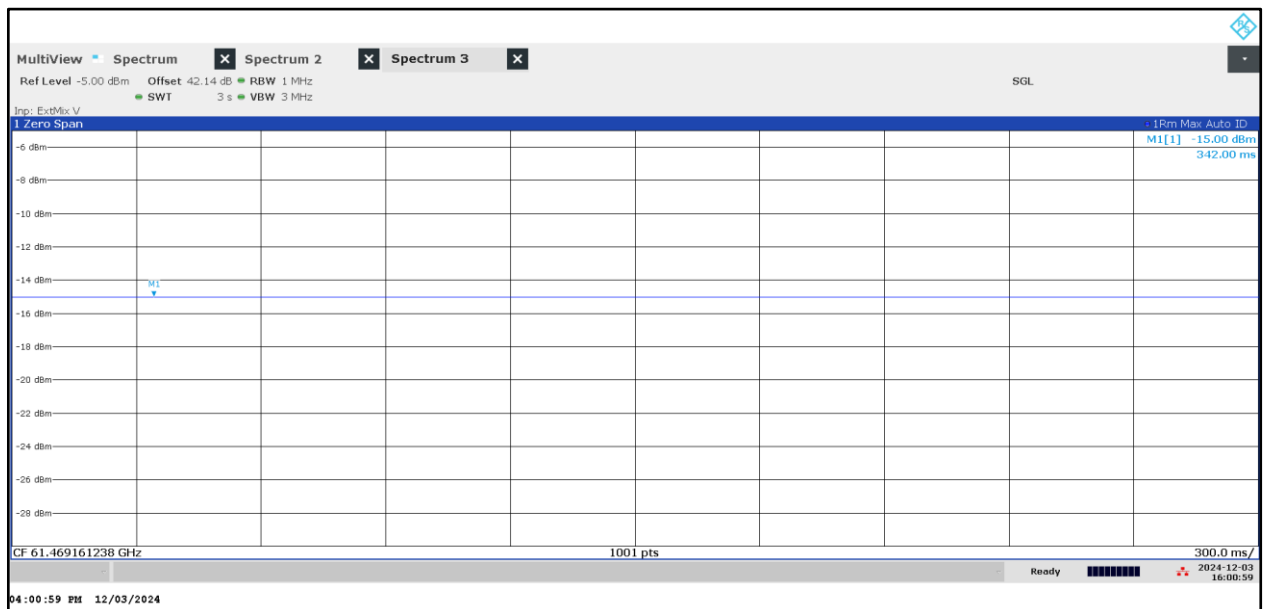 MultiView Spectrum X Spectrum 2 X Spectrum 3 X
Ref Level -5.00 dBm Offset 42.14 dB RBW 1 MHz SGL
SWT 3 s VBW 3 MHz
Inp: ExtMix V
1 Zero Span 1Rm Max Auto ID
M1[1] -15.00 dBm
342.00 ms
-6 dBm
-8 dBm
-10 dBm
-12 dBm
-14 dBm
M1
-16 dBm
-18 dBm
-20 dBm
-22 dBm
-24 dBm
-26 dBm
-28 dBm
CF 61.469161238 GHz 1001 pts 300.0 ms/
Ready 2024-12-03
16:00:59
04:00:59 PM 12/03/2024